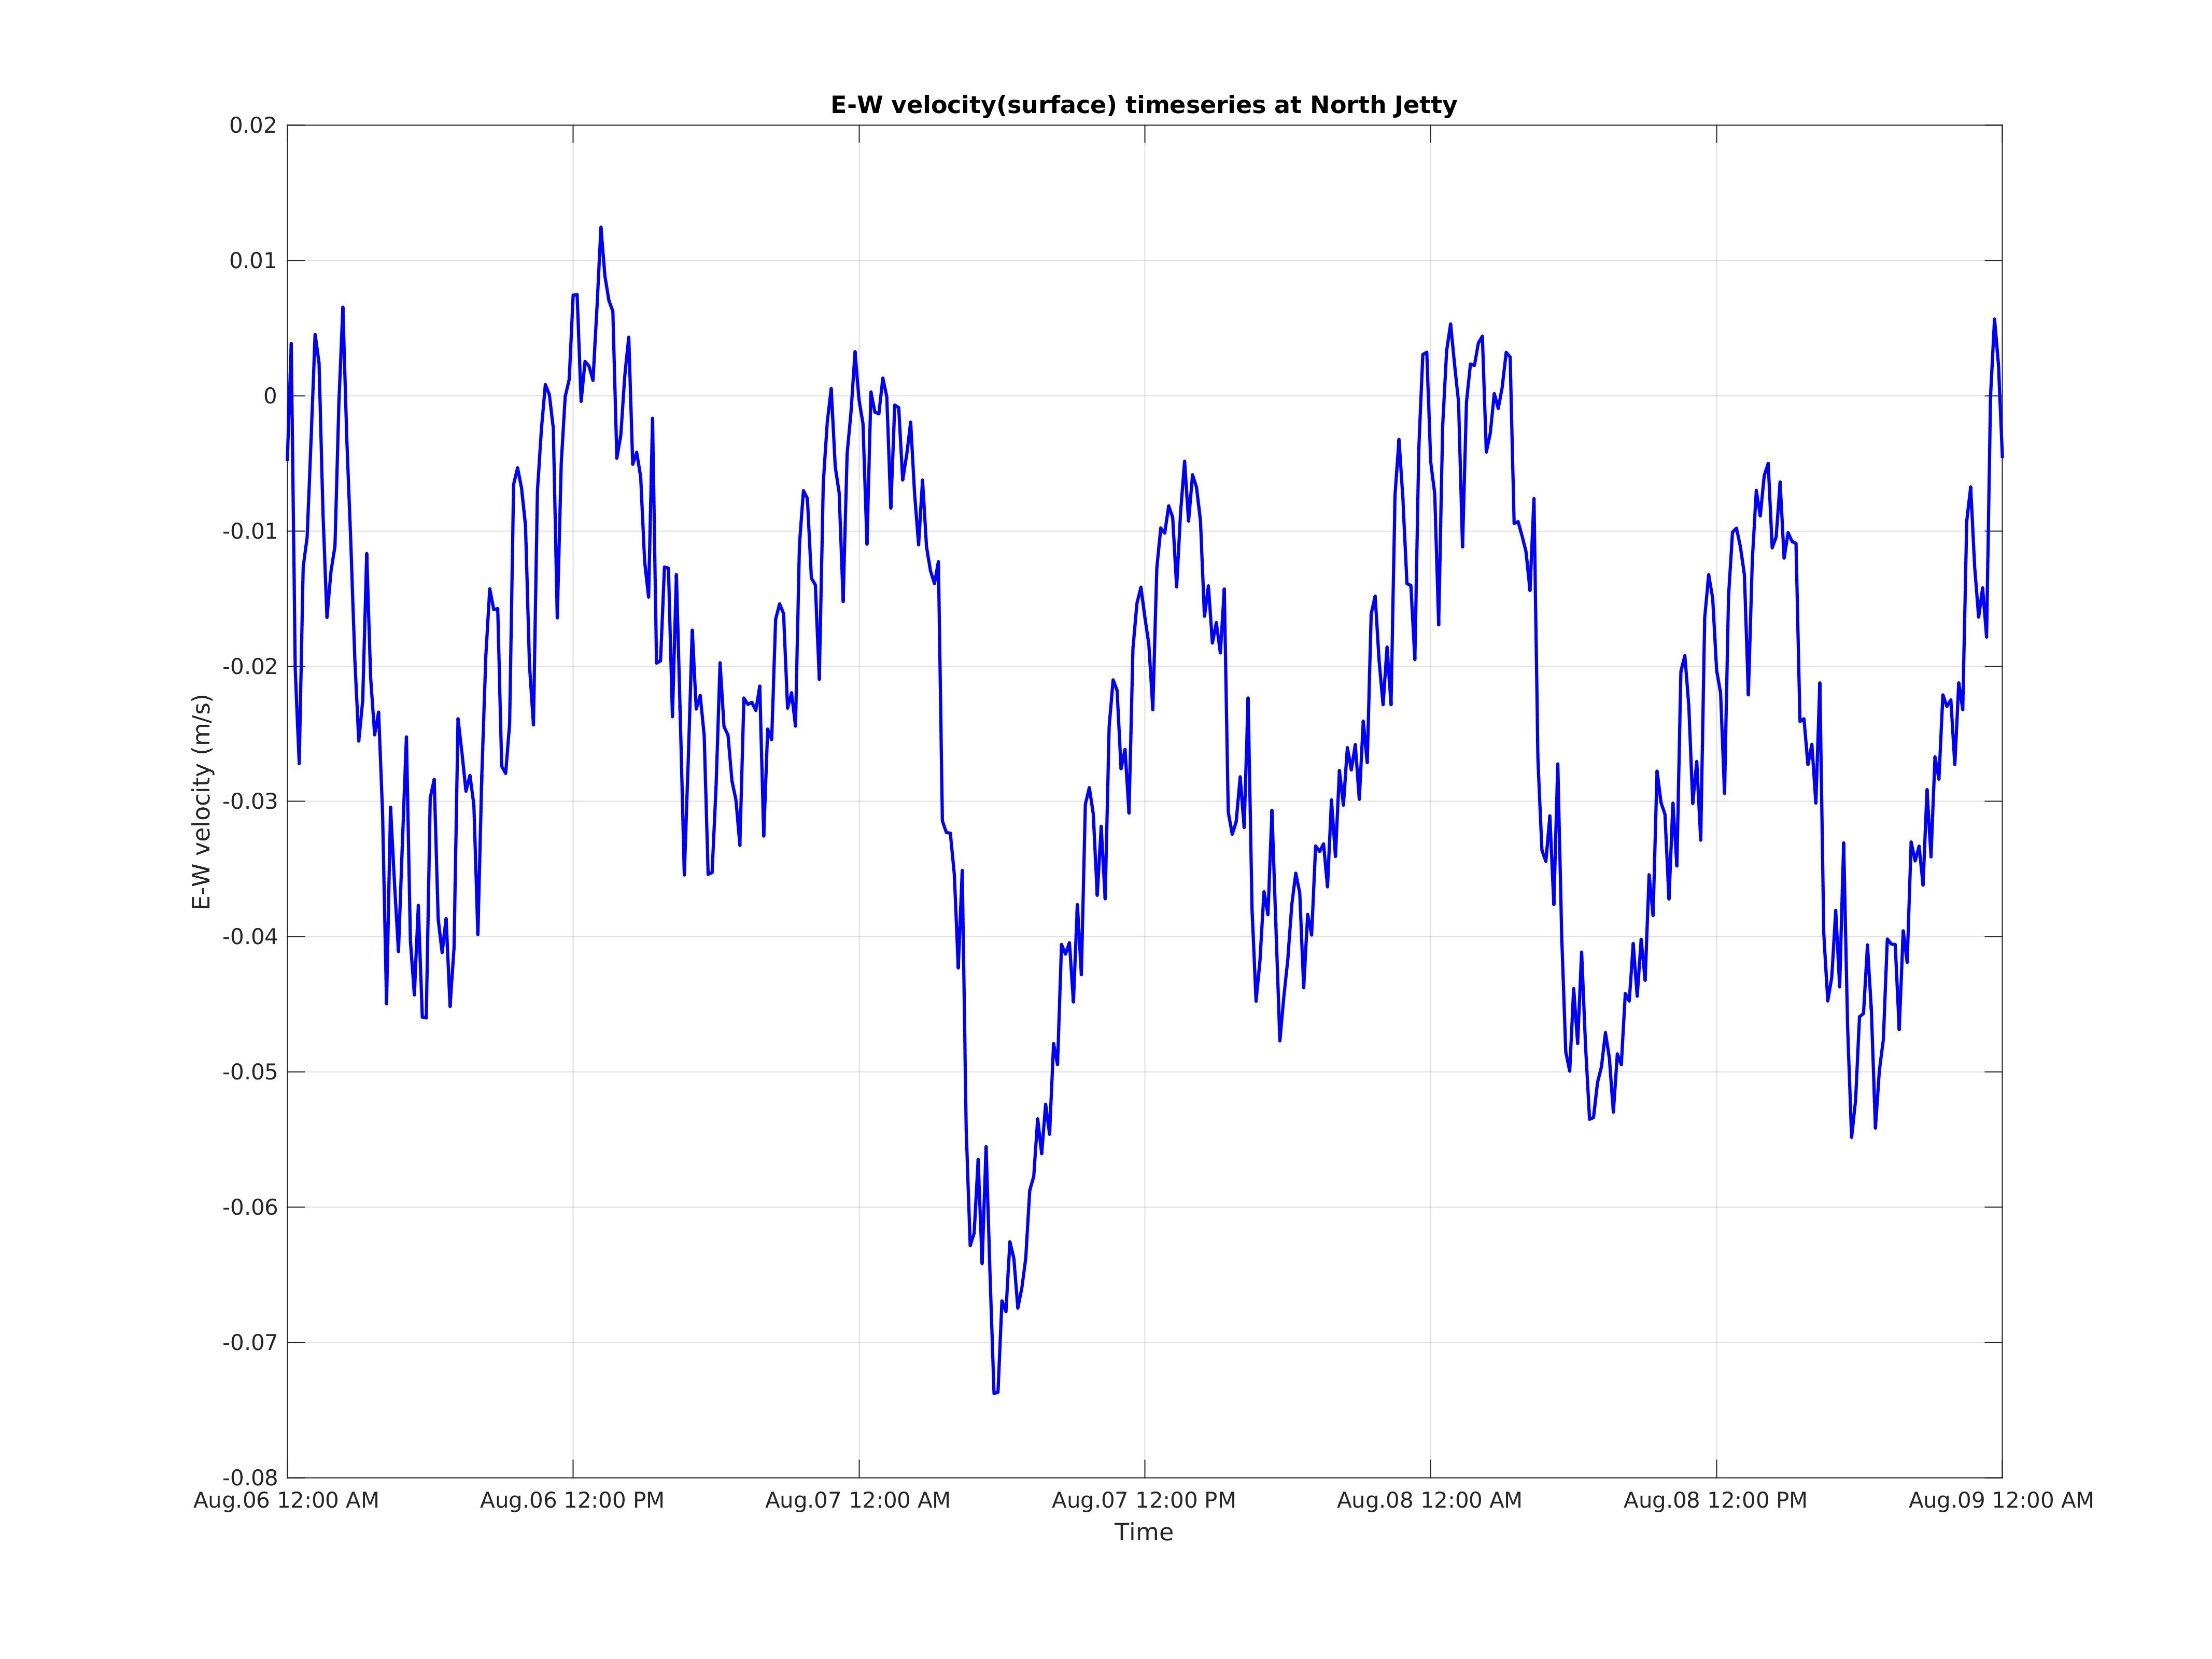 E-W velocity(surface) timeseries at North Jetty
0.02
0.01
0
-0.01
-0.02
-0.03
-0.04
-0.05
-0.06
-0.07
-0.08
E-W velocity (m/s)
Aug.06 12:00 AM Aug.06 12:00 PM Aug.07 12:00 AM Aug.07 12:00 PM Aug.08 12:00 AM Aug.08 12:00 PM Aug.09 12:00 AM
Time